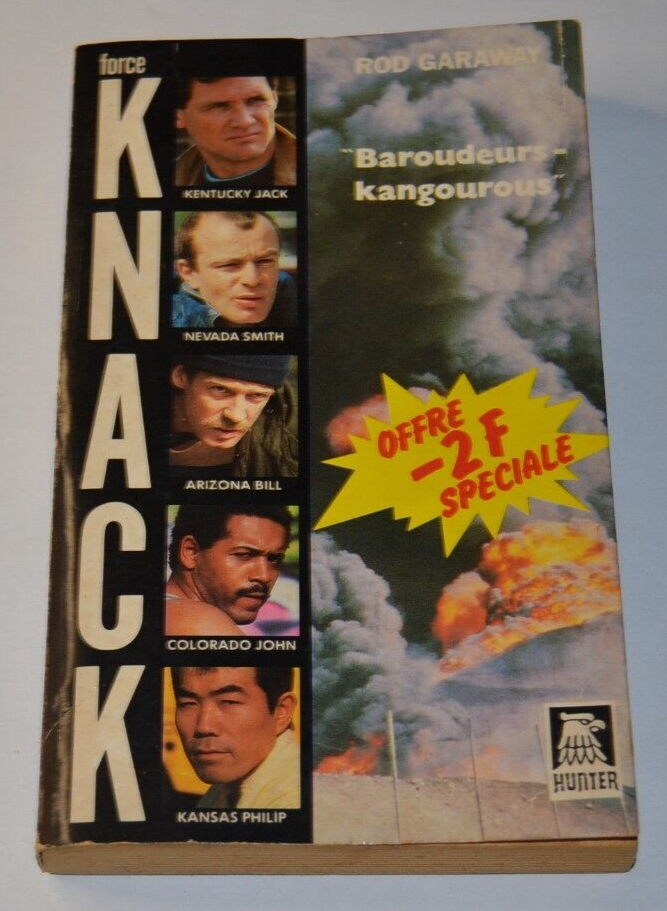 force
KNACK
KENTUCKY JACK
NEVADA SMITH
ARIZONA BILL
COLORADO JOHN
KANSAS PHILIP
ROD GARAWAY
"Baroudeurs-
kangourous"
OFFRE
-2F
SPECIALE
HUNTER